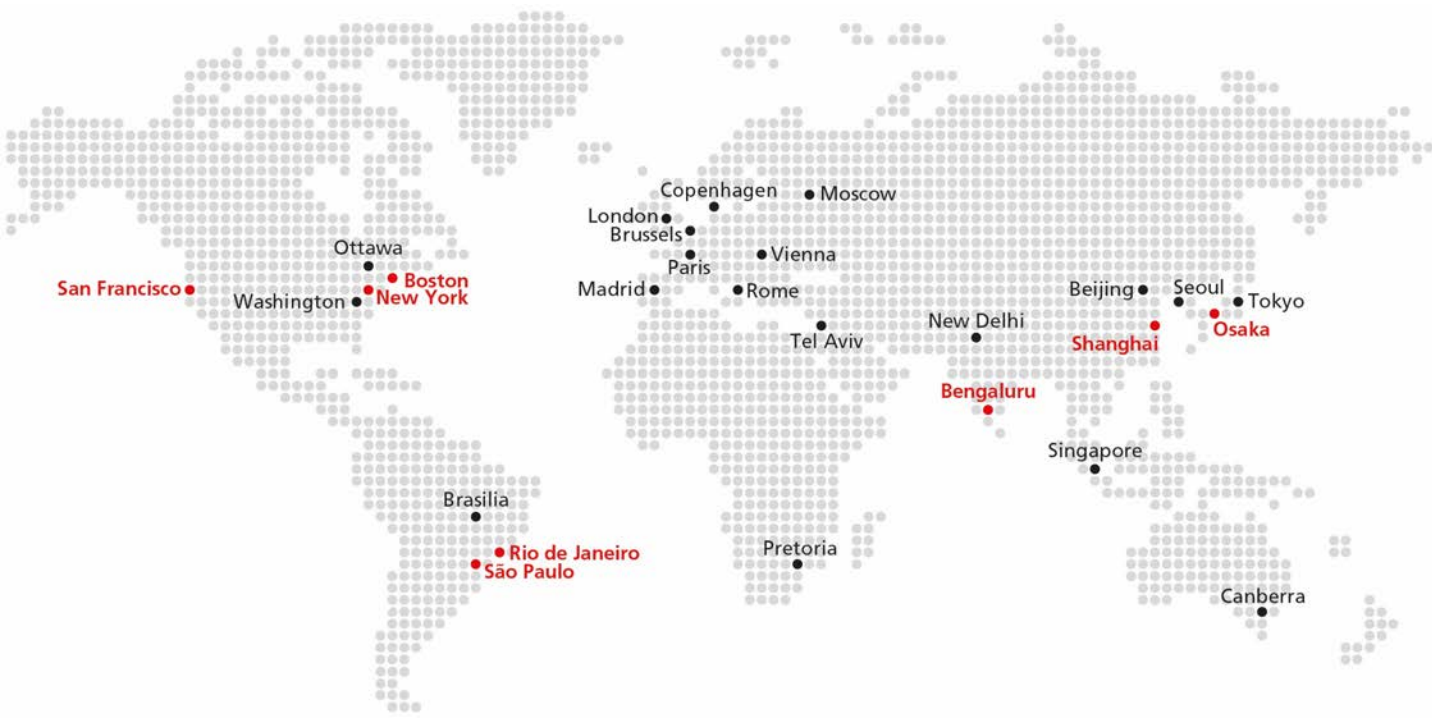 Copenhagen
Moscow
London
Brussels
Ottawa
Vienna
Paris
Boston
San Francisco
New York
Washington
Madrid
Rome
Beijing
Seoul
Tokyo
New Delhi
Osaka
Tel Aviv
Shanghai
Bengaluru
Singapore
Brasilia
Rio de Janeiro
São Paulo
Pretoria
Canberra